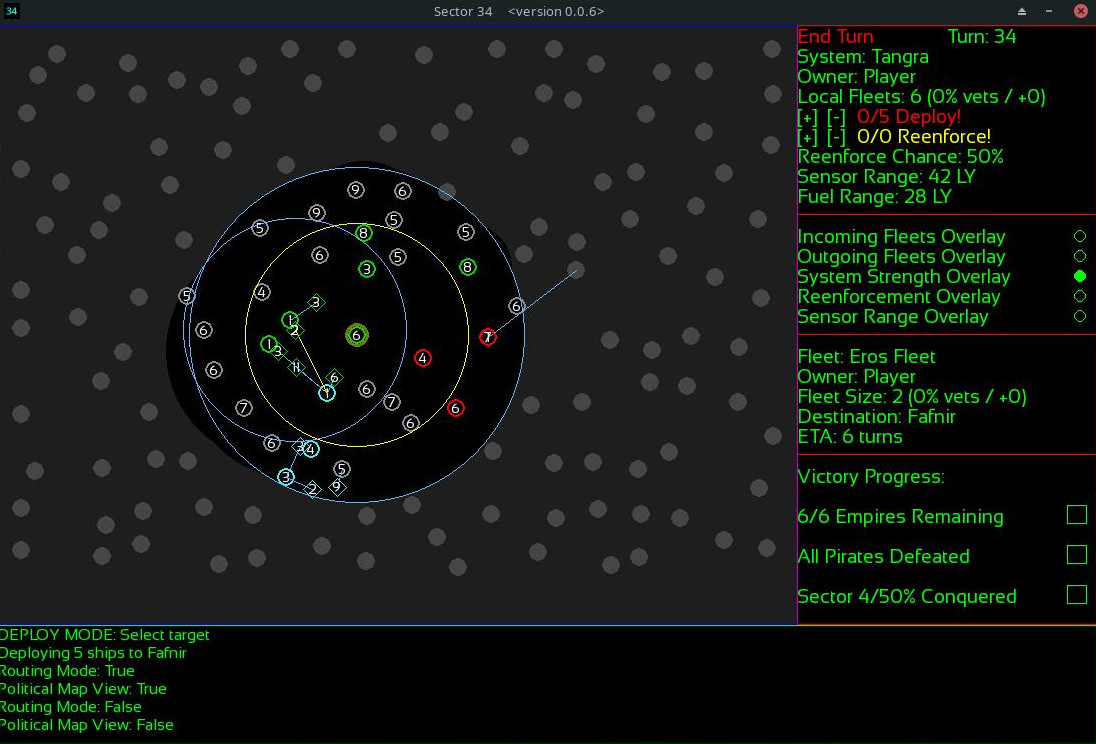 34
Sector 34 <version 0.0.6>
End Turn Turn: 34
System: Tangra
Owner: Player
Local Fleets: 6 (0% vets / +0)
[+] [-] 0/5 Deploy!
[+] [-] 0/0 Reenforce!
Reenforce Chance: 50%
Sensor Range: 42 LY
Fuel Range: 28 LY
Incoming Fleets Overlay
Outgoing Fleets Overlay
System Strength Overlay
Reenforcement Overlay
Sensor Range Overlay
Fleet: Eros Fleet
Owner: Player
Fleet Size: 2 (0% vets / +0)
Destination: Fafnir
ETA: 6 turns
Victory Progress:
6/6 Empires Remaining
All Pirates Defeated
Sector 4/50% Conquered
9 6
9 5
5 8 5
6 5
3 8
4
5 3 6
1
2
6 6 7
1 3
4
11
6 6
1 6
7 7 6
6
6 3 4
5
3
2 9
DEPLOY MODE: Select target
Deploying 5 ships to Fafnir
Routing Mode: True
Political Map View: True
Routing Mode: False
Political Map View: False